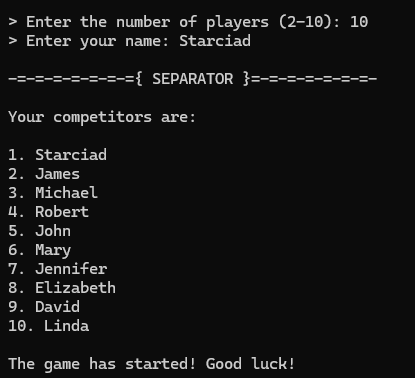 > Enter the number of players (2-10): 10
> Enter your name: Starciad
-=-=-=-=-=-=-={ SEPARATOR }=-=-=-=-=-=-=-
Your competitors are:
1. Starciad
2. James
3. Michael
4. Robert
5. John
6. Mary
7. Jennifer
8. Elizabeth
9. David
10. Linda
The game has started! Good luck!